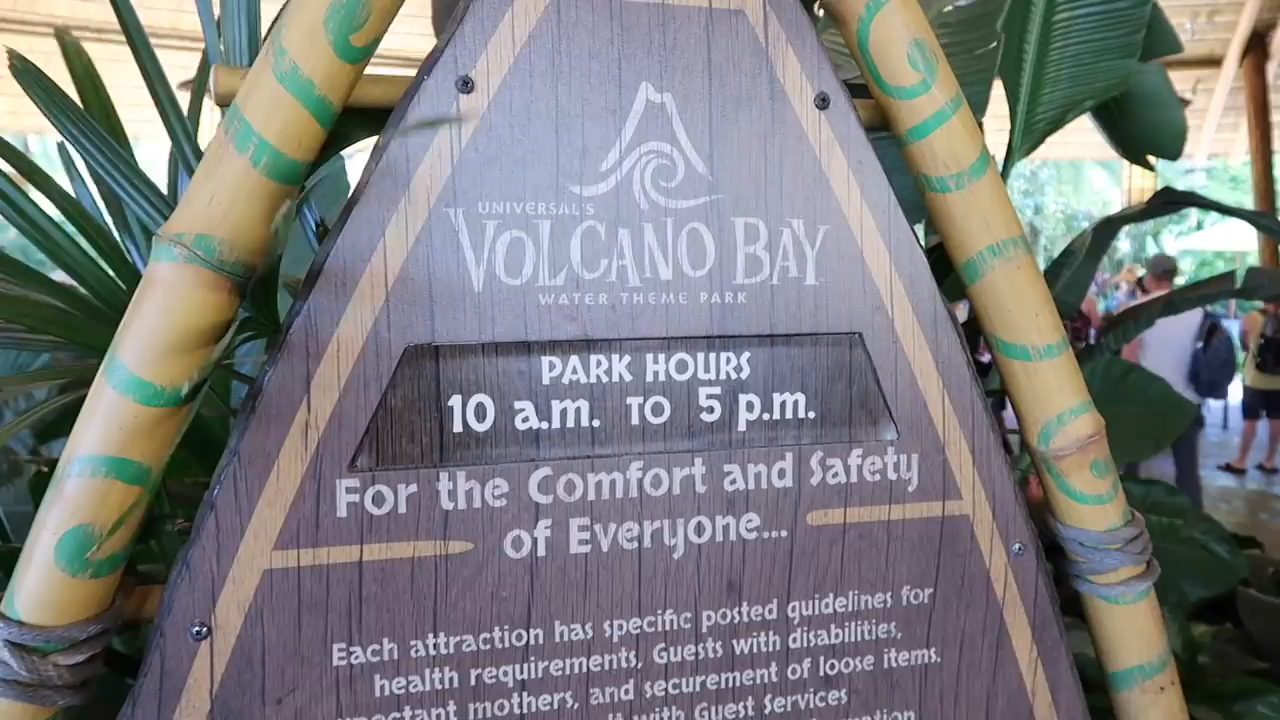 UNIVERSAL'S
VOLCANO BAY
WATER THEME PARK
PARK HOURS
10 a.m. TO 5 p.m.
For the Comfort and Safety
of Everyone...
Each attraction has specific posted guidelines for
health requirements, Guests with disabilities,
mothers, and securement of loose items.
with Guest Services